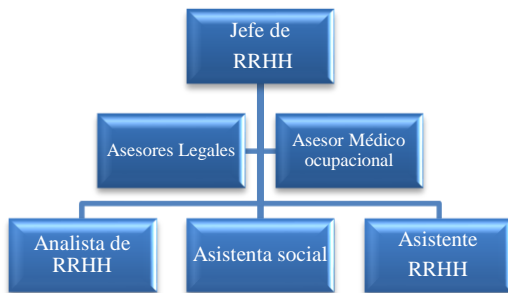 Jefe de
RRHH
Asesores Legales
Asesor Médico
ocupacional
Analista de
RRHH
Asistenta social
Asistente
RRHH